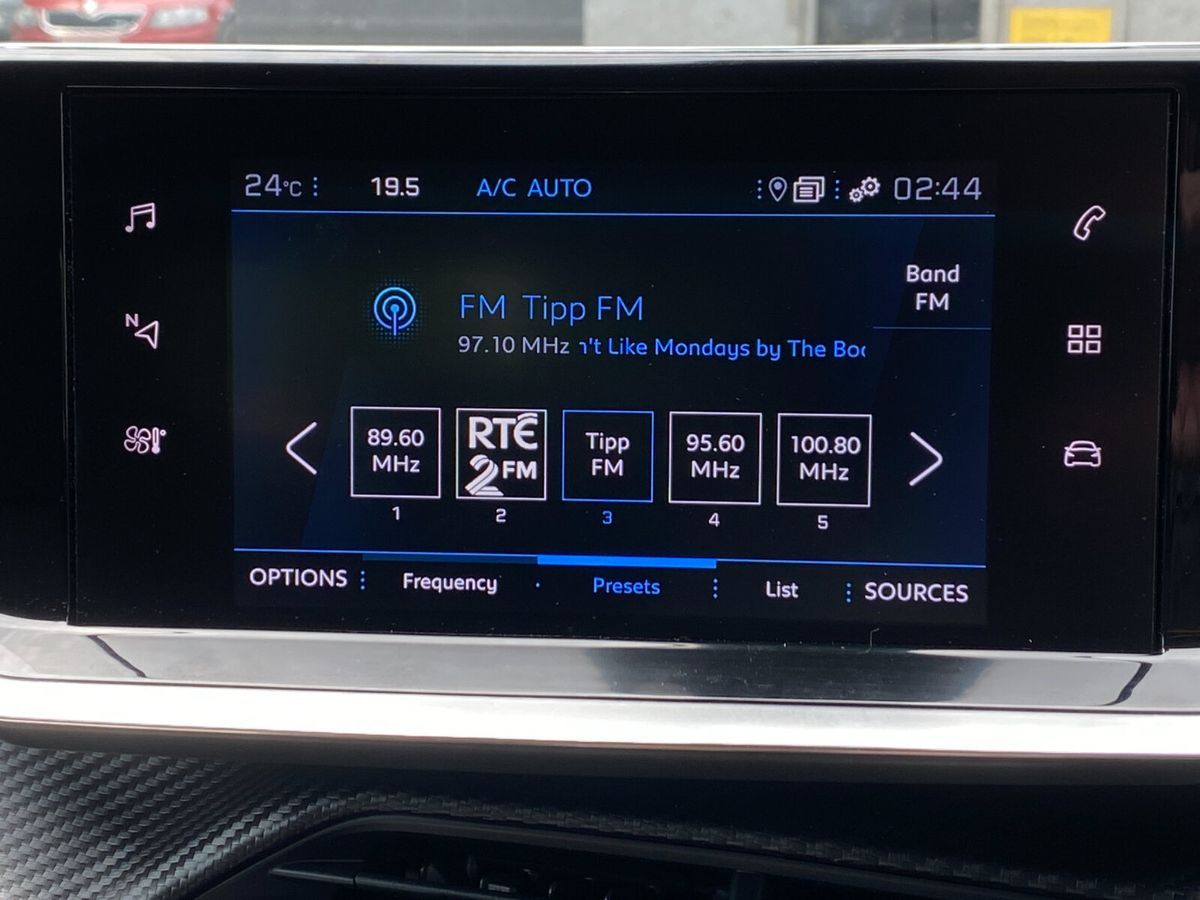 24°C 19.5 A/C AUTO 02:44
Band
FM
FM Tipp FM
97.10 MHz n't Like Mondays by The Boo
89.60
MHz
RTÉ
2FM
Tipp
FM
95.60
MHz
100.80
MHz
1 2 3 4 5
OPTIONS Frequency Presets List SOURCES
N